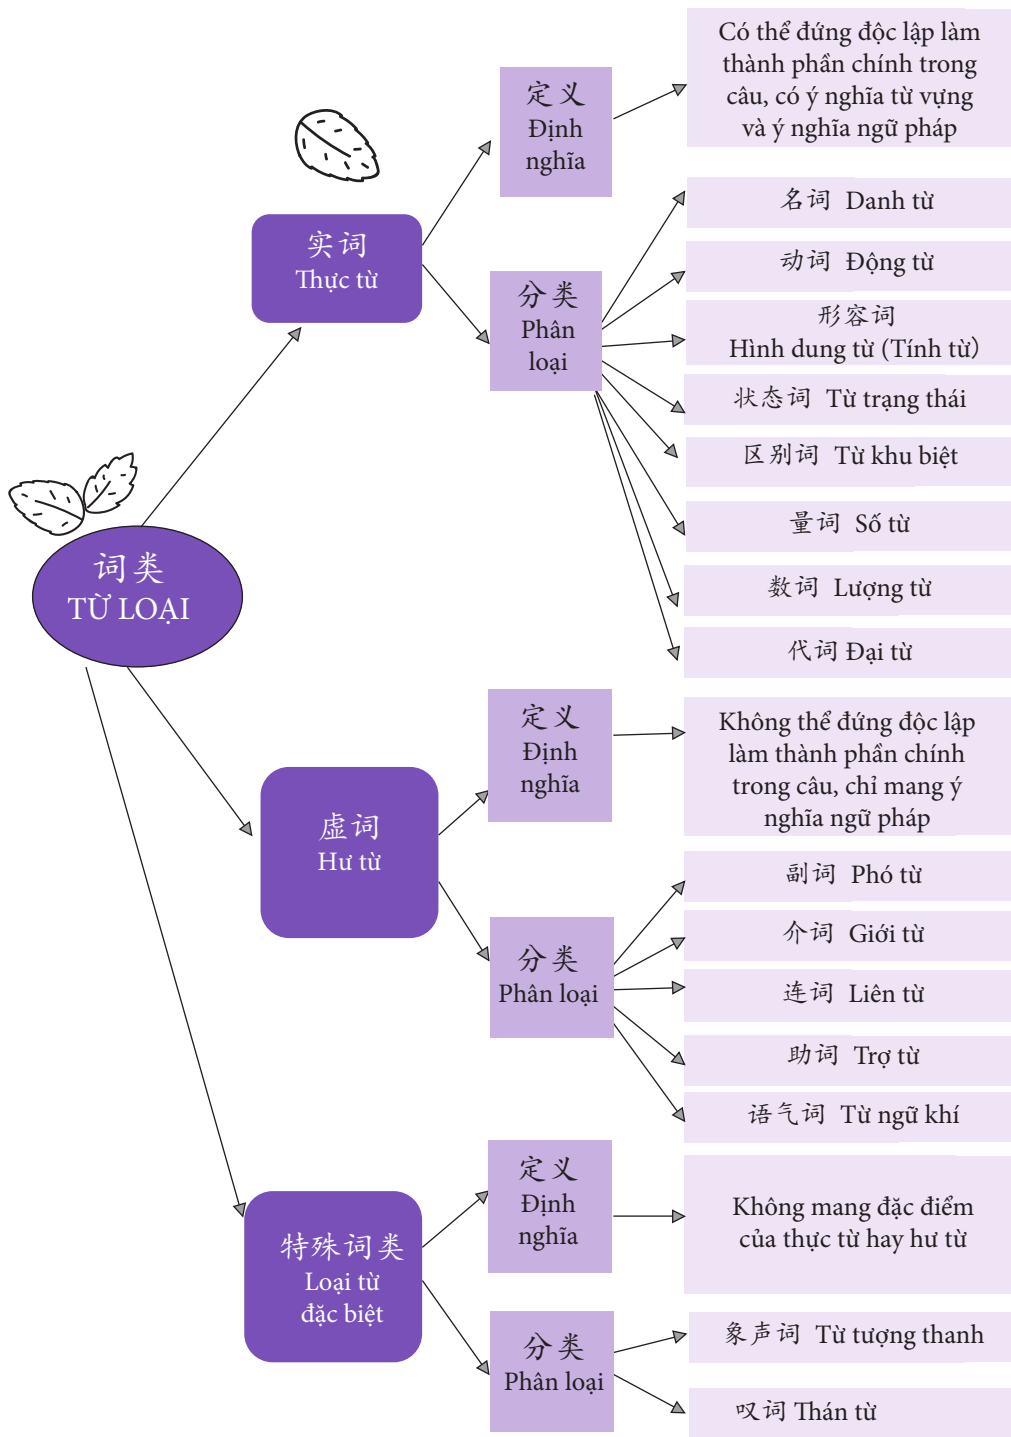 词类
TỪ LOẠI
实词
Thực từ
定义
Định
nghĩa
Có thể đứng độc lập làm
thành phần chính trong
câu, có ý nghĩa từ vựng
và ý nghĩa ngữ pháp
分类
Phân
loại
名词 Danh từ
动词 Động từ
形容词
Hình dung từ (Tính từ)
状态词 Từ trạng thái
区别词 Từ khu biệt
量词 Số từ
数词 Lượng từ
代词 Đại từ
虚词
Hư từ
定义
Định
nghĩa
Không thể đứng độc lập
làm thành phần chính
trong câu, chỉ mang ý
nghĩa ngữ pháp
分类
Phân loại
副词 Phó từ
介词 Giới từ
连词 Liên từ
助词 Trợ từ
语气词 Từ ngữ khí
特殊词类
Loại từ
đặc biệt
定义
Định
nghĩa
Không mang đặc điểm
của thực từ hay hư từ
分类
Phân loại
象声词 Từ tượng thanh
叹词 Thán từ